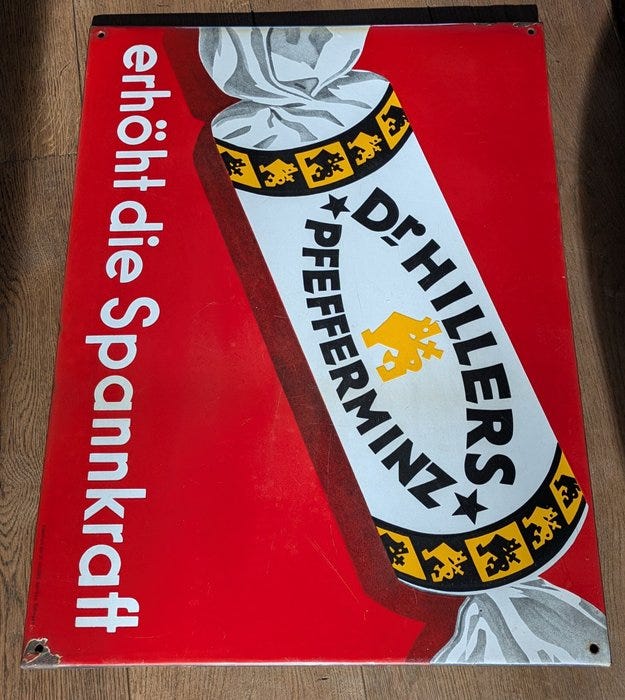 Dr HILLERS
PFEFFERMINZ
erhöht die Spannkraft